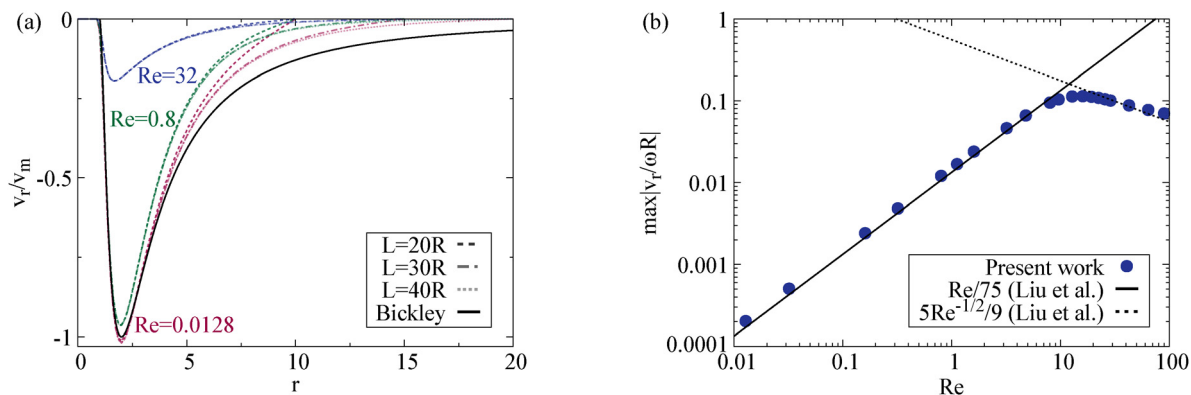 (a)
0
-0.5
-1
v_r/v_m
0
5
10
15
20
r
Re=32
Re=0.8
Re=0.0128
L=20R
L=30R
L=40R
Bickley
(b)
1
0.1
0.01
0.001
0.0001
max|v_r/ωR|
0.01
0.1
1
10
100
Re
Present work
Re/75 (Liu et al.)
5Re^-1/2/9 (Liu et al.)